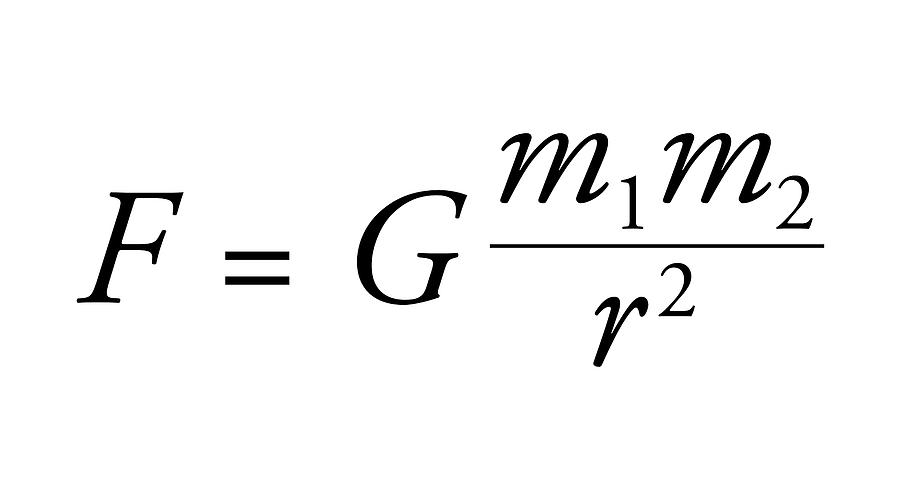 F = G m₁m₂ / r²